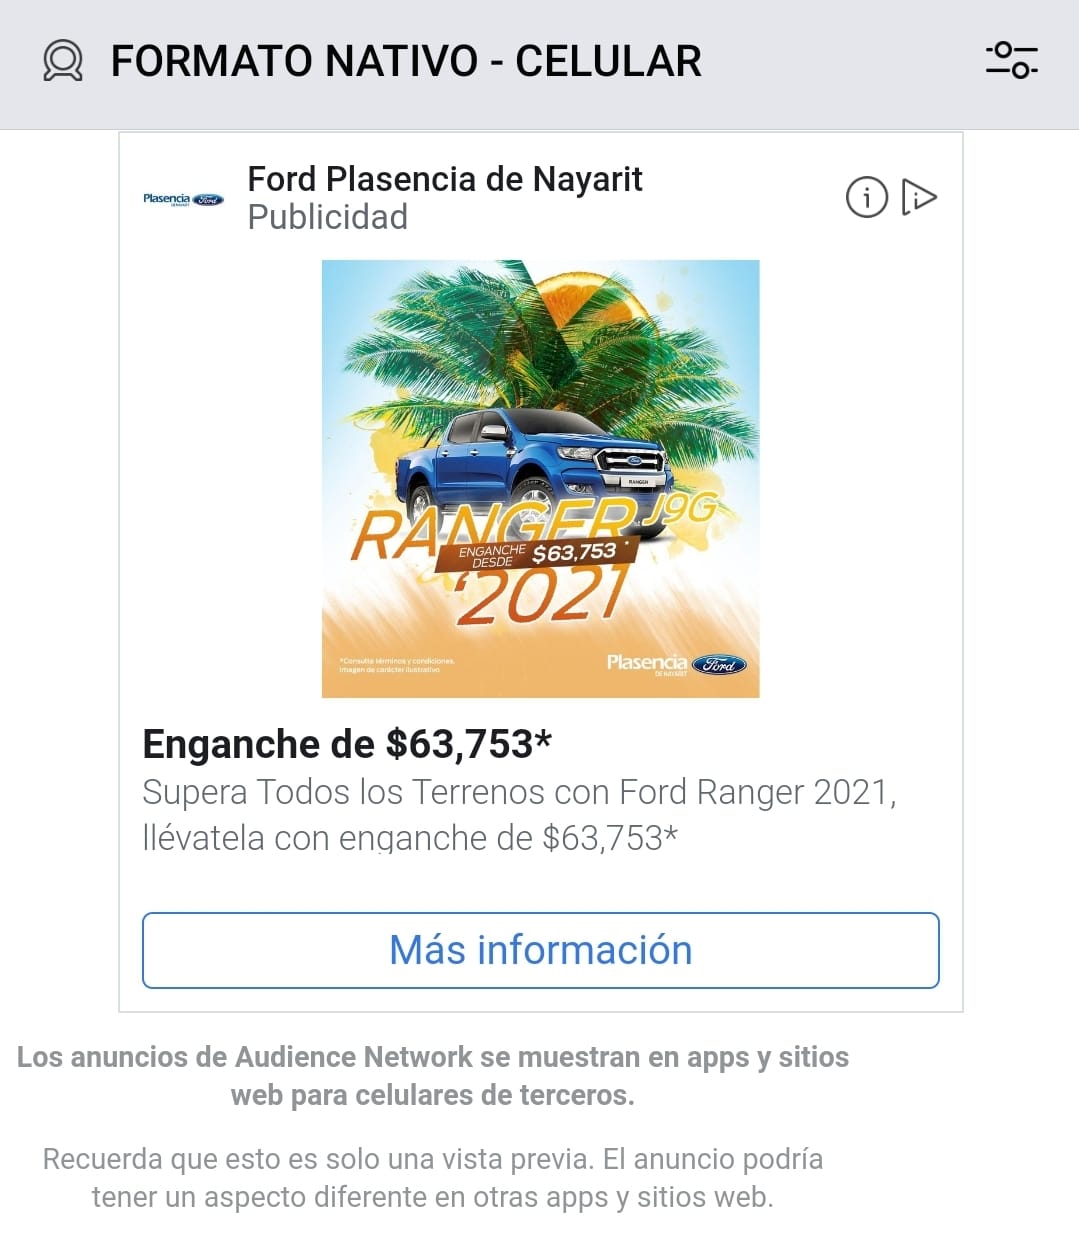 FORMATO NATIVO - CELULAR
Plasencia Ford
Ford Plasencia de Nayarit
Publicidad
RANGER
RANGER J9G
ENGANCHE DESDE $63,753*
'2021
*Consulta términos y condiciones.
Imagen de carácter ilustrativo
Plasencia Ford
DE NAYARIT
Enganche de $63,753*
Supera Todos los Terrenos con Ford Ranger 2021,
llévatela con enganche de $63,753*
Más información
Los anuncios de Audience Network se muestran en apps y sitios
web para celulares de terceros.
Recuerda que esto es solo una vista previa. El anuncio podría
tener un aspecto diferente en otras apps y sitios web.